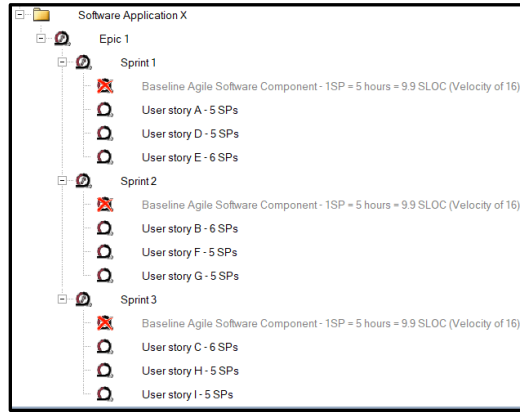 Software Application X
Epic 1
Sprint 1
Baseline Agile Software Component - 1SP = 5 hours = 9.9 SLOC (Velocity of 16)
User story A - 5 SPs
User story D - 5 SPs
User story E - 6 SPs
Sprint 2
Baseline Agile Software Component - 1SP = 5 hours = 9.9 SLOC (Velocity of 16)
User story B - 6 SPs
User story F - 5 SPs
User story G - 5 SPs
Sprint 3
Baseline Agile Software Component - 1SP = 5 hours = 9.9 SLOC (Velocity of 16)
User story C - 6 SPs
User story H - 5 SPs
User story I - 5 SPs